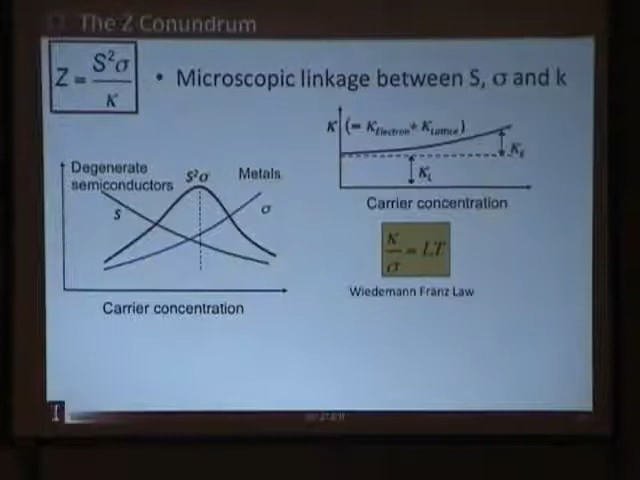 The Z Conundrum
Z = S²σ / κ
• Microscopic linkage between S, σ and k
κ (= κElectron + κLattice)
κE
κL
Carrier concentration
Degenerate
semiconductors
S²σ
Metals
S
σ
Carrier concentration
κ / σ = LT
Wiedemann Franz Law
I